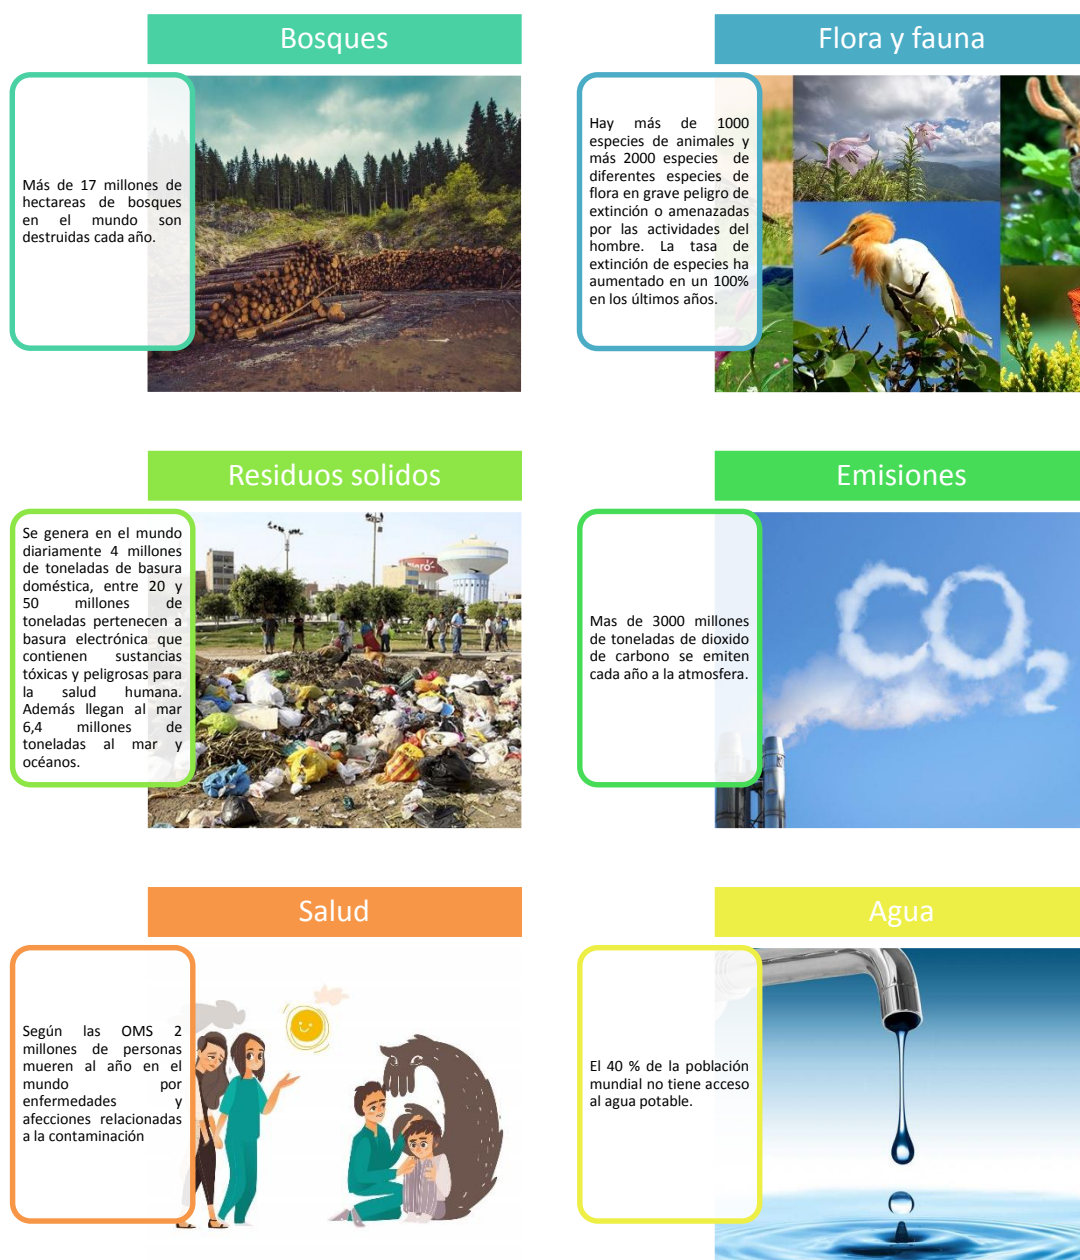 Bosques
Más de 17 millones de
hectareas de bosques
en el mundo son
destruidas cada año.
Flora y fauna
Hay más de 1000
especies de animales y
más 2000 especies de
diferentes especies de
flora en grave peligro de
extinción o amenazadas
por las actividades del
hombre. La tasa de
extinción de especies ha
aumentado en un 100%
en los últimos años.
Residuos solidos
Se genera en el mundo
diariamente 4 millones
de toneladas de basura
doméstica, entre 20 y
50 millones de
toneladas pertenecen a
basura electrónica que
contienen sustancias
tóxicas y peligrosas para
la salud humana.
Además llegan al mar
6,4 millones de
toneladas al mar y
océanos.
Emisiones
Mas de 3000 millones
de toneladas de dioxido
de carbono se emiten
cada año a la atmosfera.
CO2
Salud
Según las OMS 2
millones de personas
mueren al año en el
mundo por
enfermedades y
afecciones relacionadas
a la contaminación
Agua
El 40 % de la población
mundial no tiene acceso
al agua potable.